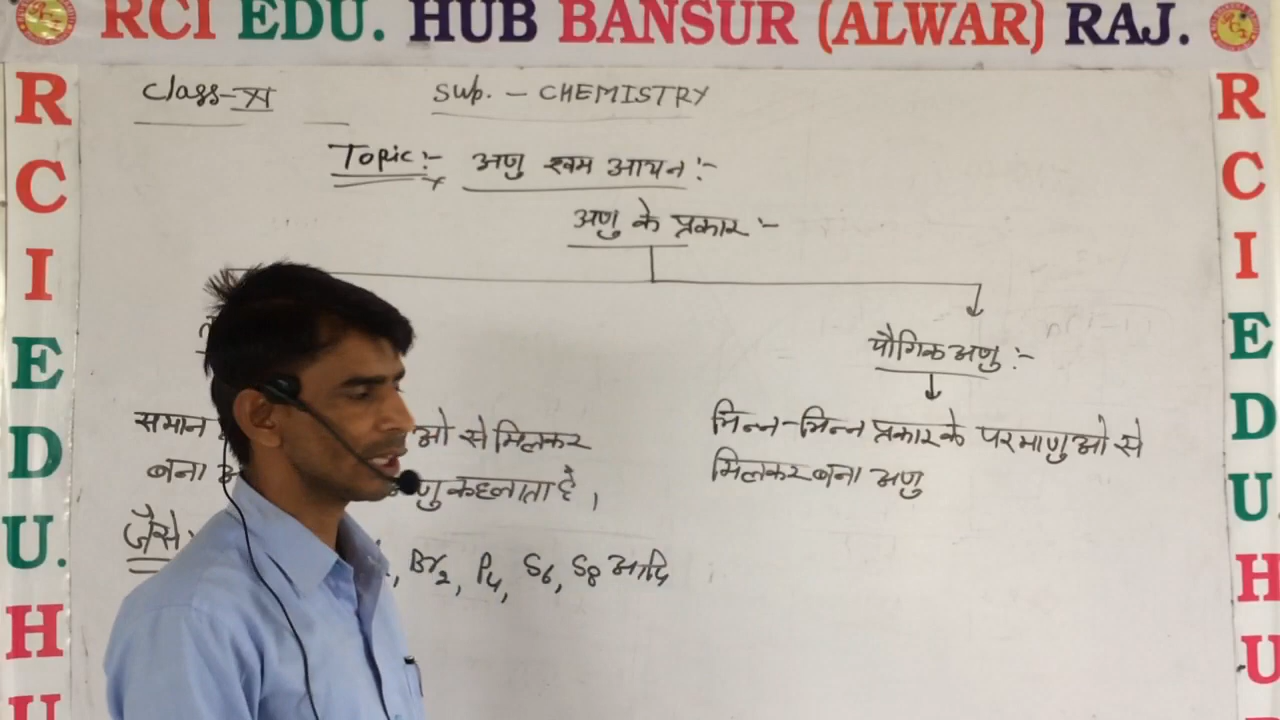 RCI EDU. HUB BANSUR (ALWAR) RAJ.
Class-XI Sub. - CHEMISTRY
Topic:- अणु एवम आयन :-
अणु के प्रकार :-
यौगिक अणु :-
समान ओ से मिलकर
बना णु कहलाता है।
जैसे: , Br₂, P₄, S₆, S₈ आदि
भिन्न-भिन्न प्रकार के परमाणुओ से
मिलकर बना अणु
R
C
I
E
D
U.
H
U
R
C
I
E
D
U.
H
U